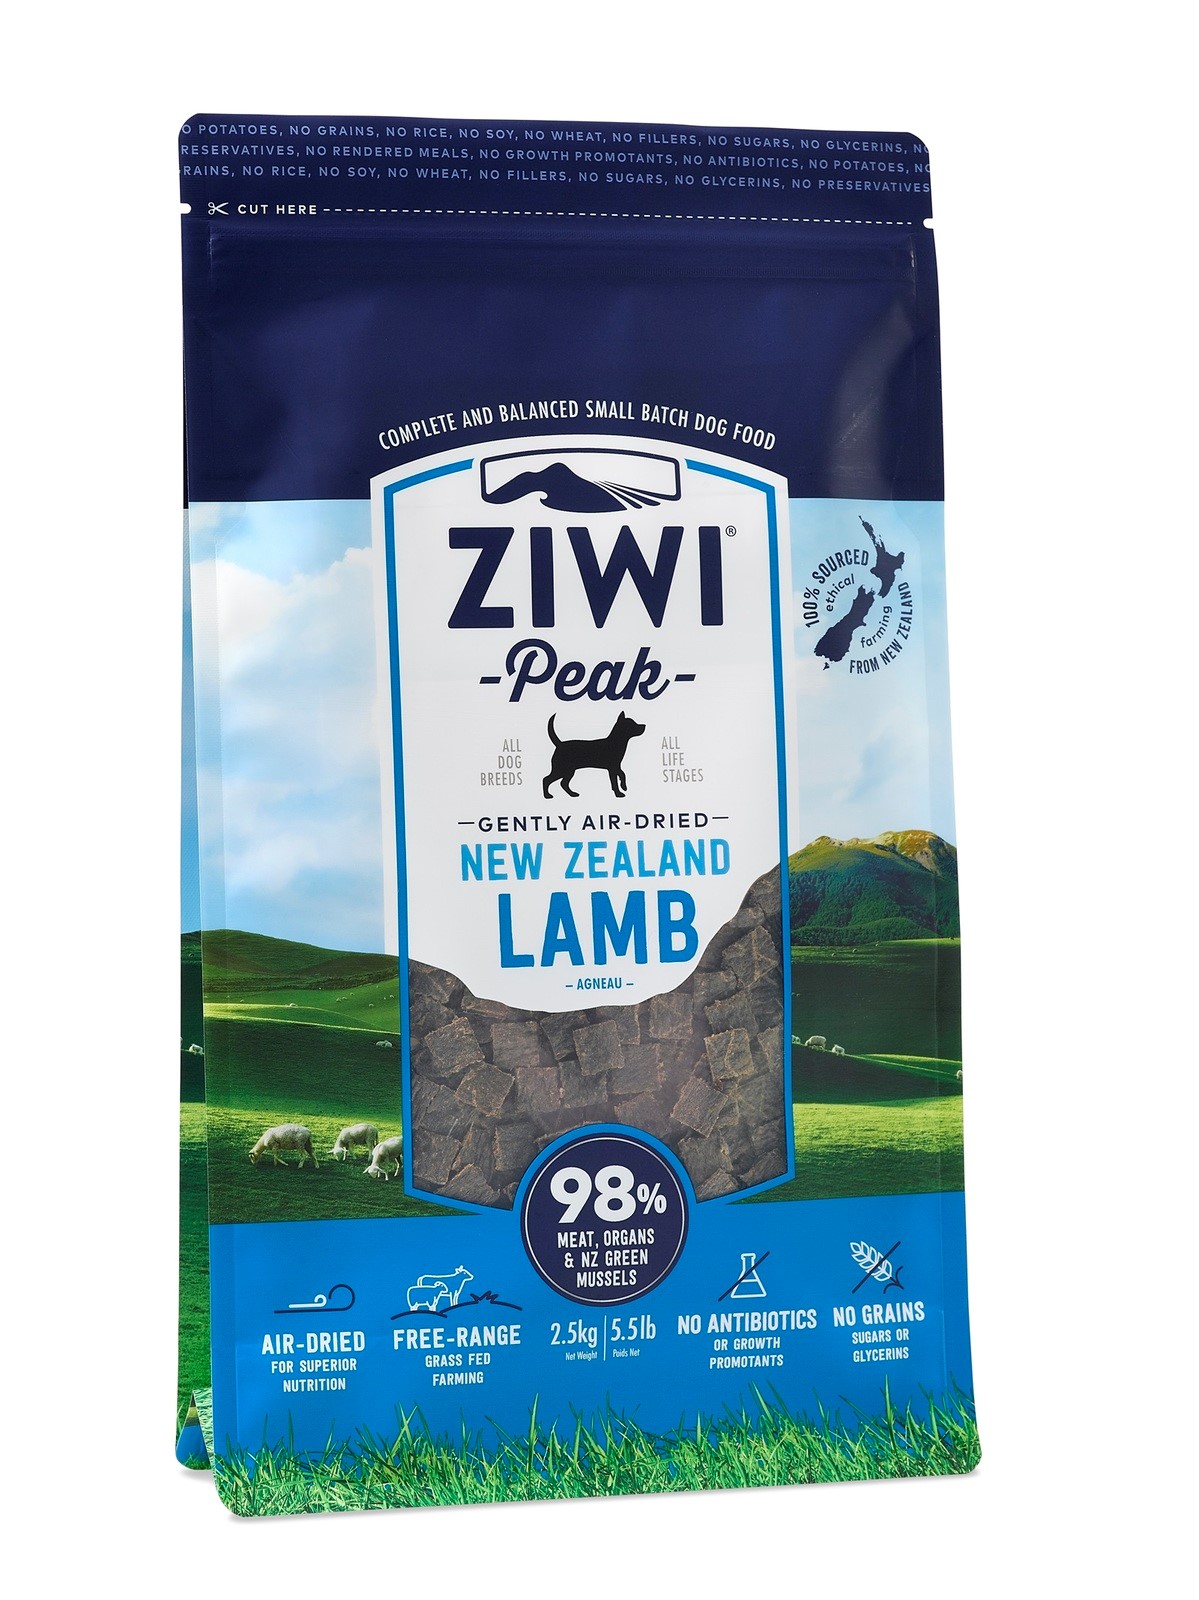 O POTATOES, NO GRAINS, NO RICE, NO SOY, NO WHEAT, NO FILLERS, NO SUGARS, NO GLYCERINS, NO
RESERVATIVES, NO RENDERED MEALS, NO GROWTH PROMOTANTS, NO ANTIBIOTICS, NO POTATOES, NO
RAINS, NO RICE, NO SOY, NO WHEAT, NO FILLERS, NO SUGARS, NO GLYCERINS, NO PRESERVATIVES
CUT HERE
COMPLETE AND BALANCED SMALL BATCH DOG FOOD
ZIWI®
-Peak-
100% SOURCED
ethical
farming
FROM NEW ZEALAND
ALL
DOG
BREEDS
ALL
LIFE
STAGES
—GENTLY AIR-DRIED—
NEW ZEALAND
LAMB
– AGNEAU –
98%
MEAT, ORGANS
& NZ GREEN
MUSSELS
AIR-DRIED
FOR SUPERIOR
NUTRITION
FREE-RANGE
GRASS FED
FARMING
2.5kg
Net Weight
5.5lb
Poids Net
NO ANTIBIOTICS
OR GROWTH
PROMOTANTS
NO GRAINS
SUGARS OR
GLYCERINS